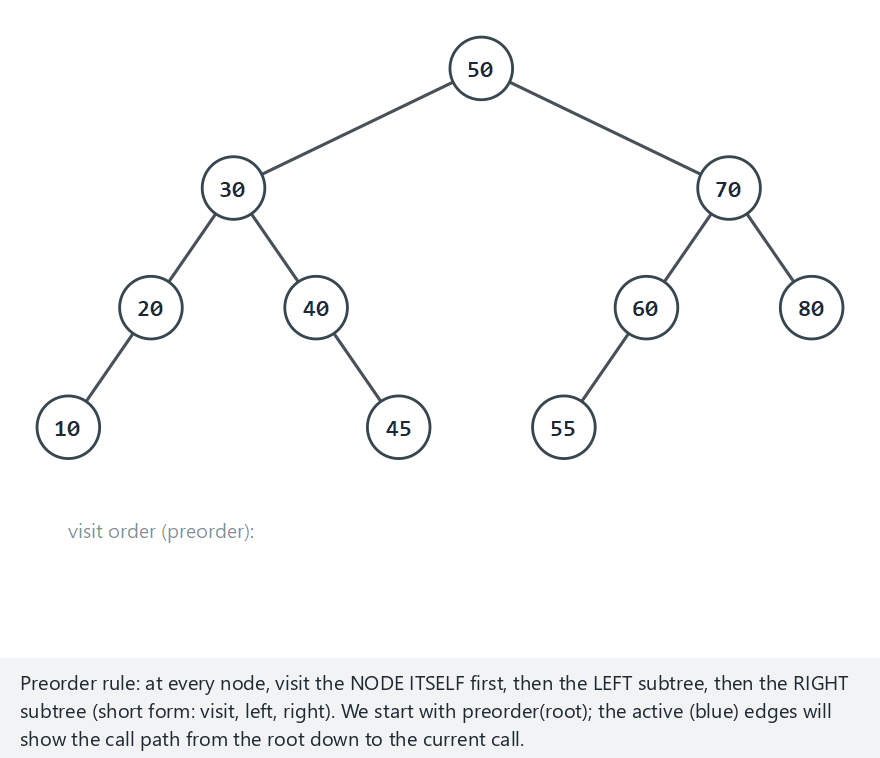 50
30
70
20
40
60
80
10
45
55
visit order (preorder):
Preorder rule: at every node, visit the NODE ITSELF first, then the LEFT subtree, then the RIGHT
subtree (short form: visit, left, right). We start with preorder(root); the active (blue) edges will
show the call path from the root down to the current call.